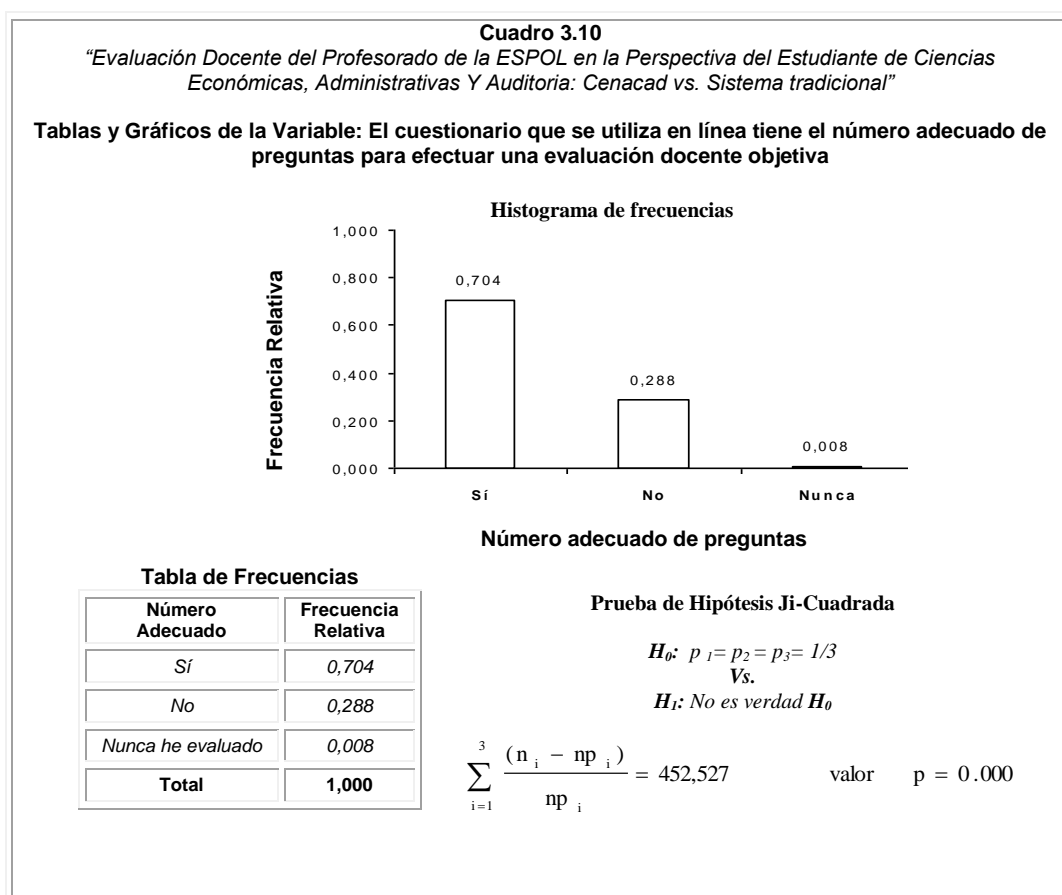 Cuadro 3.10
“Evaluación Docente del Profesorado de la ESPOL en la Perspectiva del Estudiante de Ciencias
Económicas, Administrativas Y Auditoria: Cenacad vs. Sistema tradicional”
Tablas y Gráficos de la Variable: El cuestionario que se utiliza en línea tiene el número adecuado de
preguntas para efectuar una evaluación docente objetiva
Histograma de frecuencias
Frecuencia Relativa
1,000
0,800
0,600
0,400
0,200
0,000
0,704
0,288
0,008
Sí No Nunca
Número adecuado de preguntas
Tabla de Frecuencias
Número Adecuado Frecuencia Relativa
Sí 0,704
No 0,288
Nunca he evaluado 0,008
Total 1,000
Prueba de Hipótesis Ji-Cuadrada
H₀: p ₁= p₂ = p₃= 1/3
Vs.
H₁: No es verdad H₀
3 ∑ i=1 (n i − np i) / np i = 452,527 valor p = 0.000